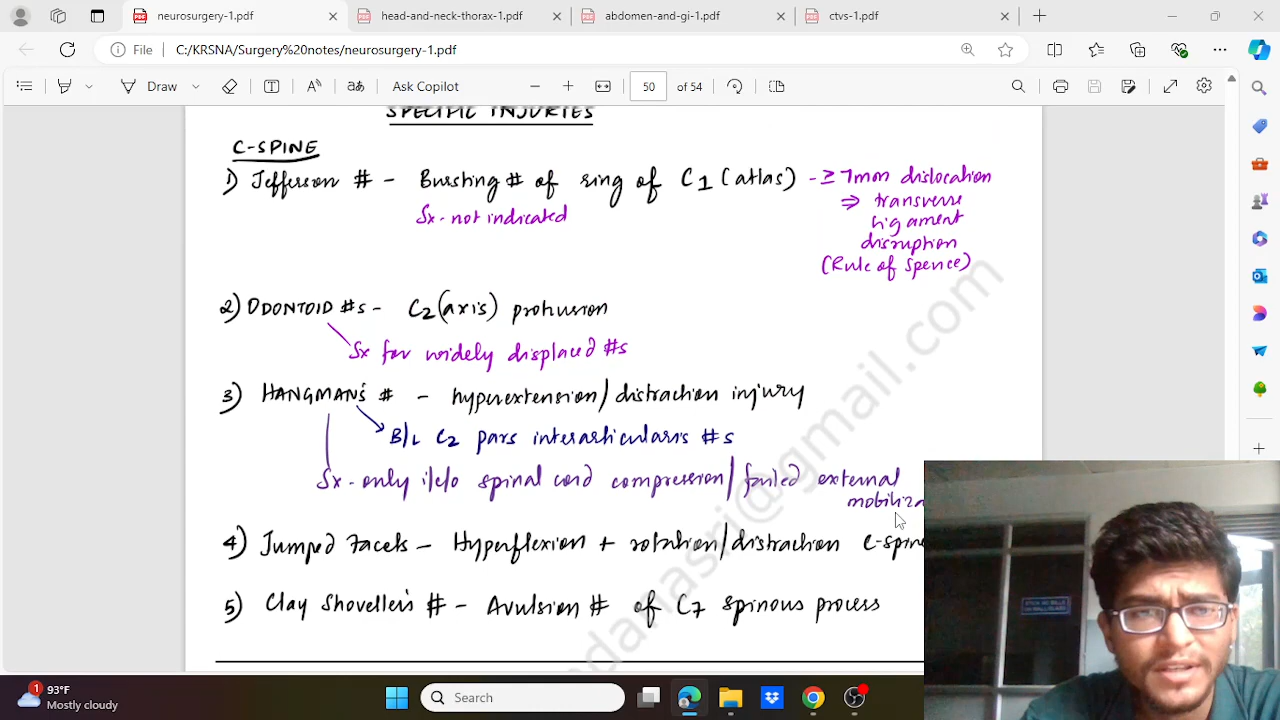 neurosurgery-1.pdf
head-and-neck-thorax-1.pdf
abdomen-and-gi-1.pdf
ctvs-1.pdf
File
C:/KRSNA/Surgery%20notes/neurosurgery-1.pdf
Draw
Ask Copilot
50 of 54
SPECIFIC INJURIES
C-SPINE
1) Jefferson # - Bursting # of ring of C1 (atlas) - ≥ 7mm dislocation
Sx - not indicated
⇒ transverse
ligament
disruption
(Rule of Spence)
2) ODONTOID #s - C2 (axis) protrusion
Sx for widely displaced #s
3) HANGMAN'S # - hyperextension/distraction injury
B/L C2 pars interarticularis #s
Sx - only i/c/o spinal cord compression/failed external
4) Jumped Facets - Hyperflexion + rotation/distraction
5) Clay Shoveller's # - Avulsion # of C7 spinous process
93°F
Mostly cloudy
Search
1